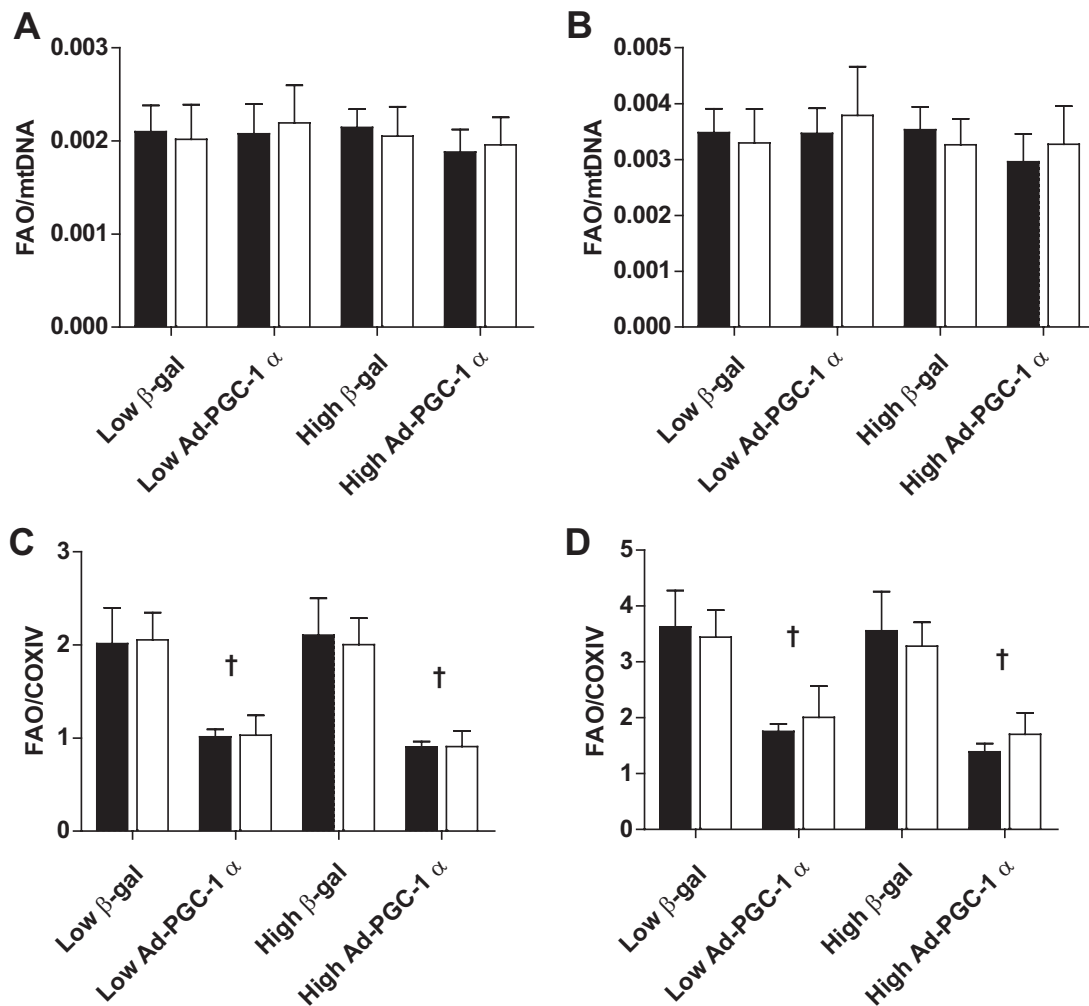 A
FAO/mtDNA
0.003
0.002
0.001
0.000
Low β-gal
Low Ad-PGC-1 α
High β-gal
High Ad-PGC-1 α
B
FAO/mtDNA
0.005
0.004
0.003
0.002
0.001
0.000
Low β-gal
Low Ad-PGC-1 α
High β-gal
High Ad-PGC-1 α
C
FAO/COXIV
3
2
1
0
†
†
Low β-gal
Low Ad-PGC-1 α
High β-gal
High Ad-PGC-1 α
D
FAO/COXIV
5
4
3
2
1
0
†
†
Low β-gal
Low Ad-PGC-1 α
High β-gal
High Ad-PGC-1 α